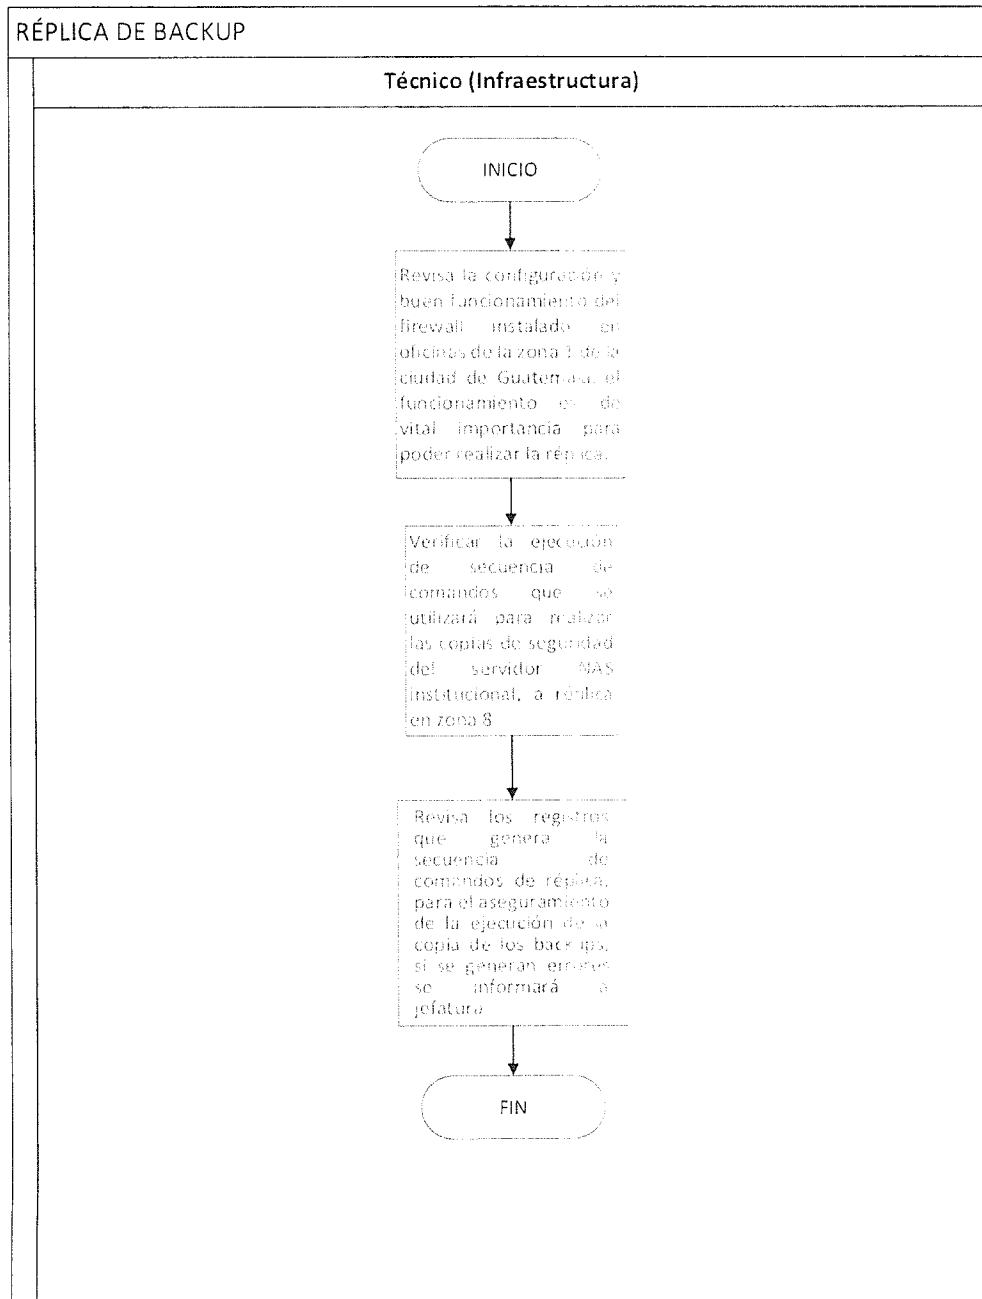 RÉPLICA DE BACKUP
Técnico (Infraestructura)
INICIO
Revisa la configuración y
buen funcionamiento del
firewall instalado en
oficinas de la zona de la
ciudad de Guatemala, el
funcionamiento es de
vital importancia para
poder realizar la réplica.
Verificar la ejecución
de secuencia de
comandos que se
utilizará para realizar
las copias de seguridad
del servidor NAS
institucional, a réplica
en zona 8
Revisa los registros
que genera la
secuencia de
comandos de réplica,
para el aseguramiento
de la ejecución de la
copia de los backups,
si se generan errores
se informará a
jefatura
FIN